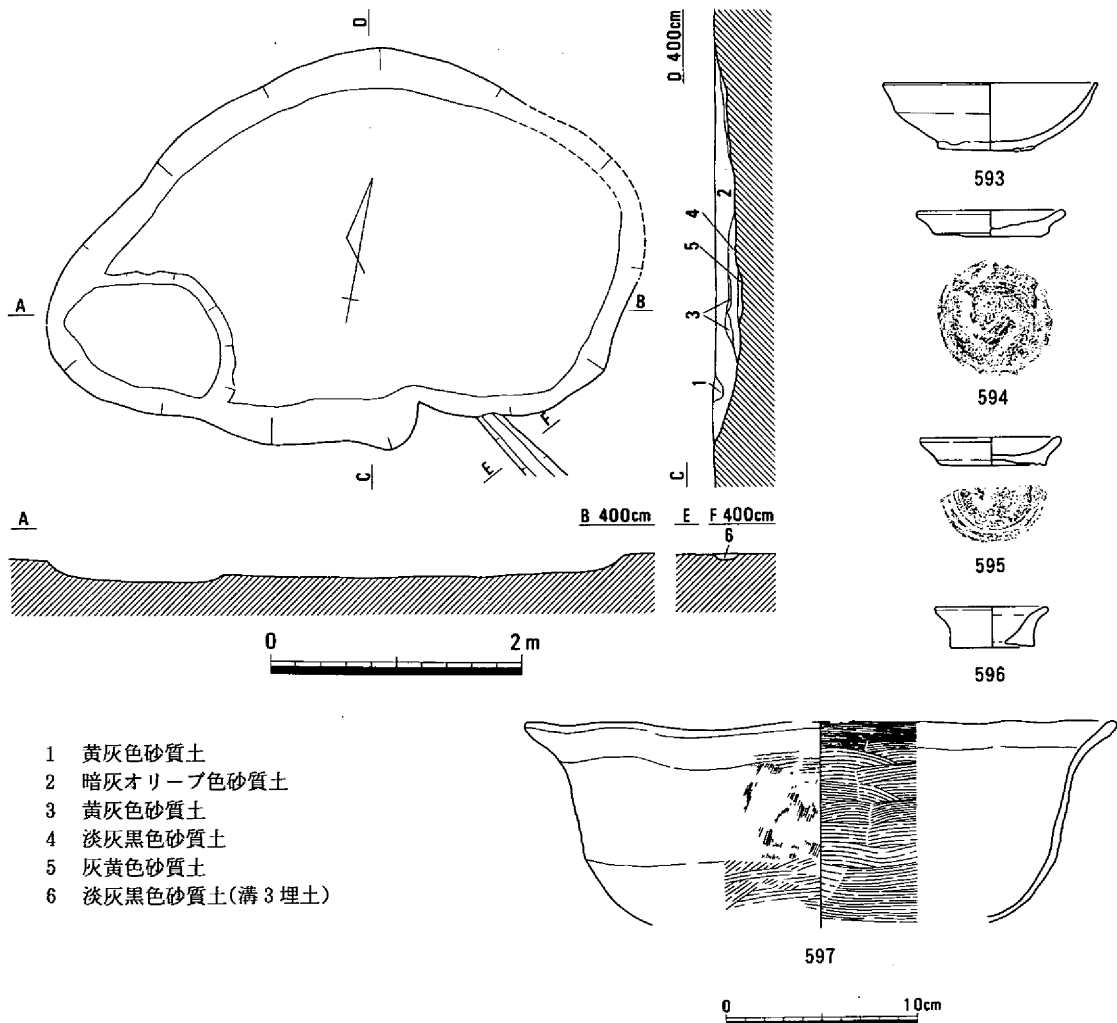 D
A
B
C
E
F
D 400cm
2
4
5
3
1
C
A
B 400cm
E F 400cm
6
0 2m
593
594
595
596
597
0 10cm
1 黄灰色砂質土
2 暗灰オリーブ色砂質土
3 黄灰色砂質土
4 淡灰黒色砂質土
5 灰黄色砂質土
6 淡灰黒色砂質土(溝3埋土)